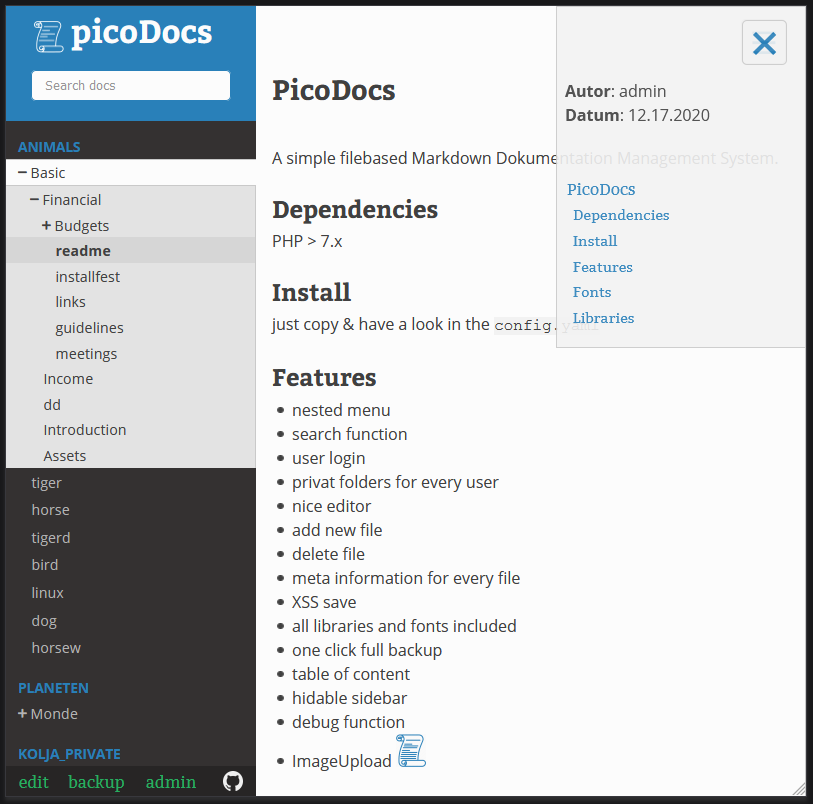 picoDocs
Search docs
ANIMALS
− Basic
− Financial
+ Budgets
readme
installfest
links
guidelines
meetings
Income
dd
Introduction
Assets
tiger
horse
tigerd
bird
linux
dog
horsew
PLANETEN
+ Monde
KOLJA_PRIVATE
edit backup admin
PicoDocs
A simple filebased Markdown Dokumentation Management System.
Dependencies
PHP > 7.x
Install
just copy & have a look in the config.yaml
Features
• nested menu
• search function
• user login
• privat folders for every user
• nice editor
• add new file
• delete file
• meta information for every file
• XSS save
• all libraries and fonts included
• one click full backup
• table of content
• hidable sidebar
• debug function
• ImageUpload
Autor: admin
Datum: 12.17.2020
PicoDocs
Dependencies
Install
Features
Fonts
Libraries